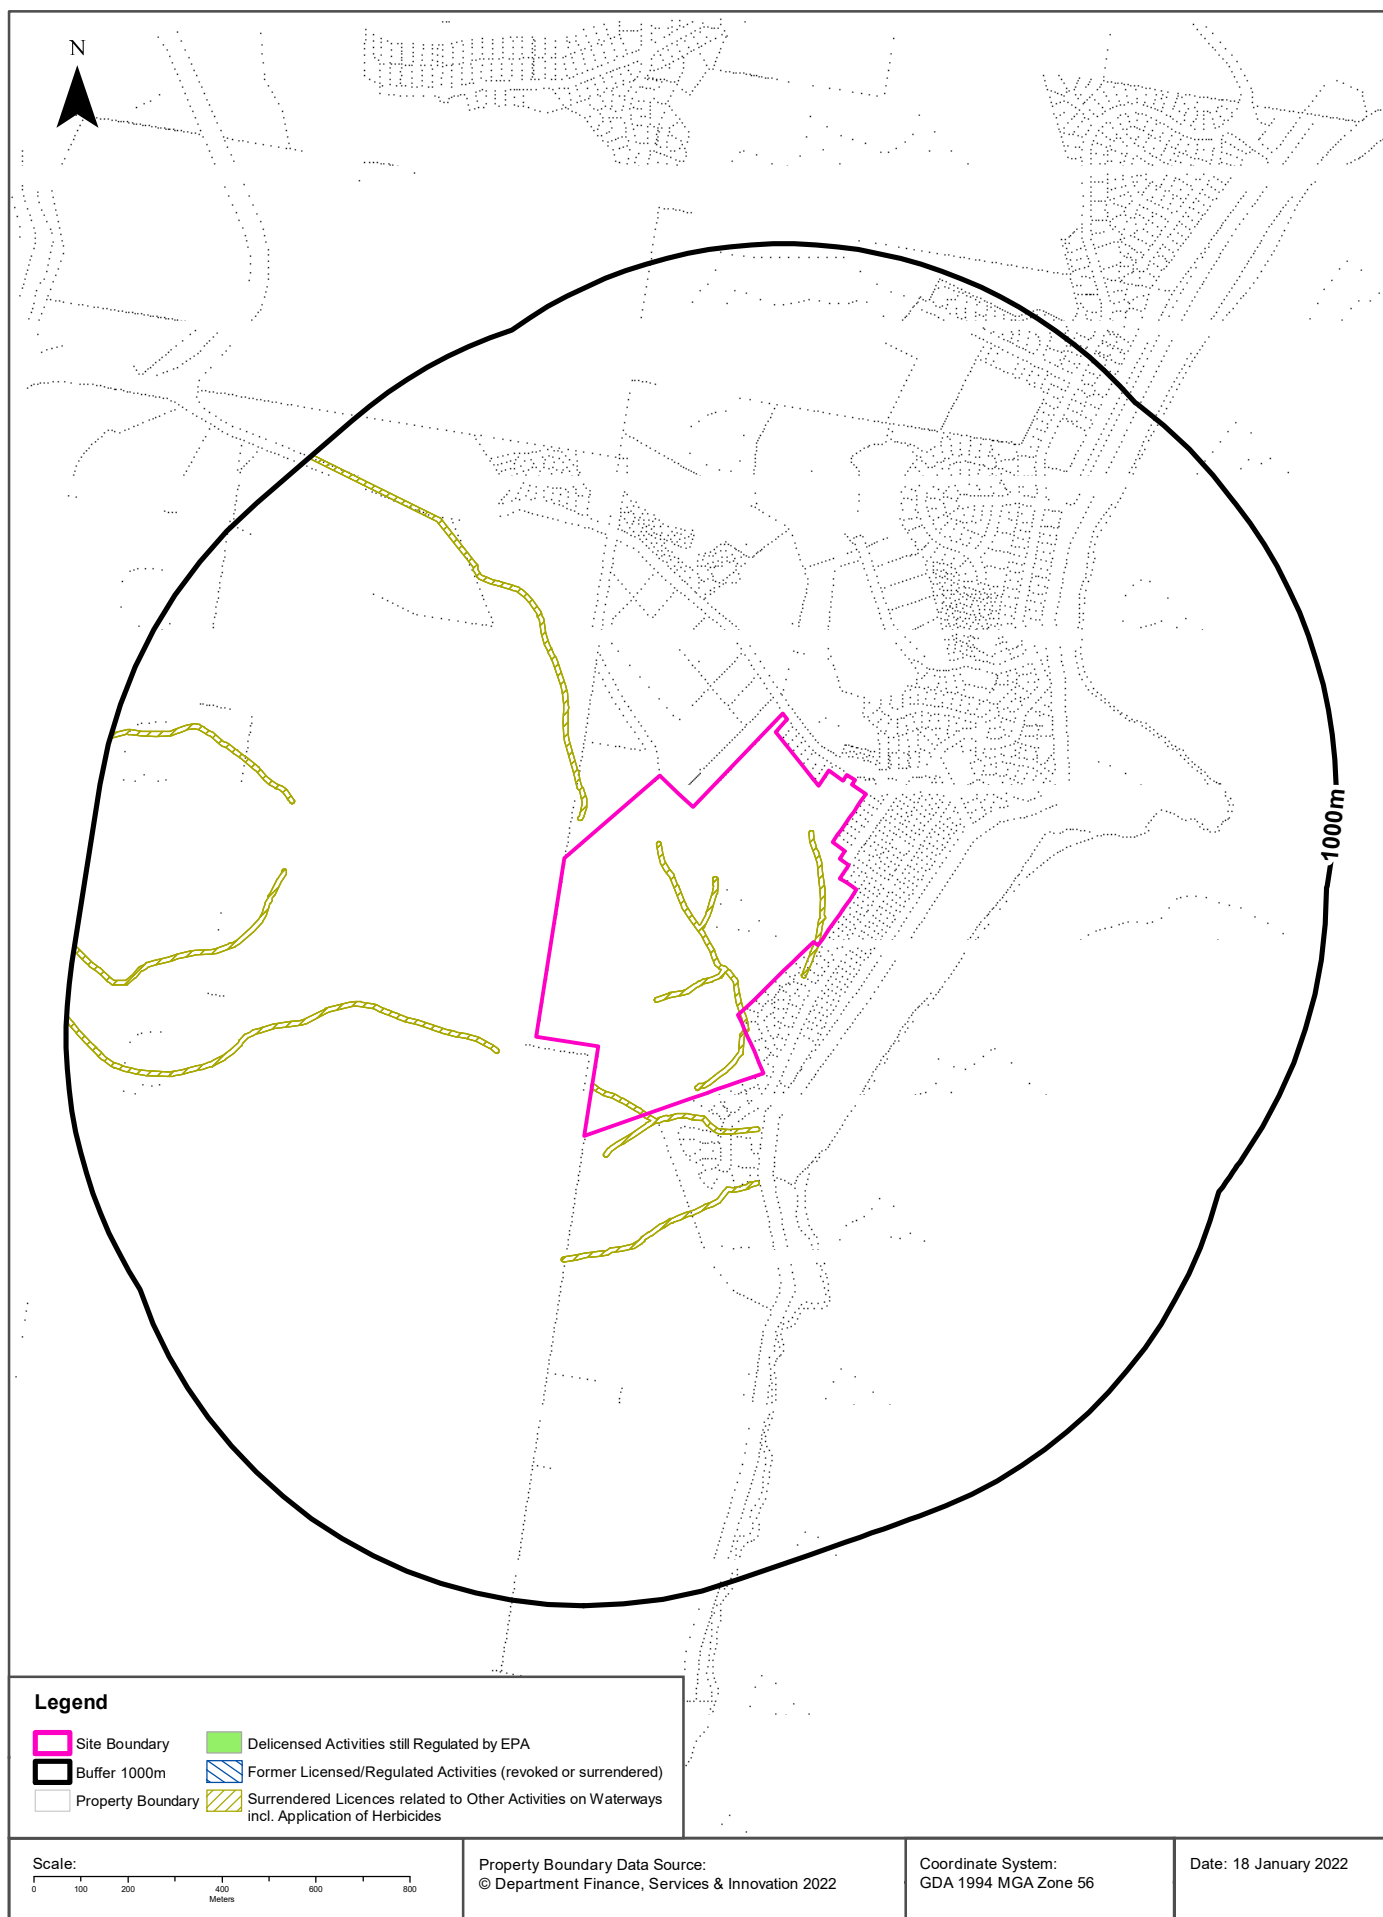 N
1000m
Legend
Site Boundary
Buffer 1000m
Property Boundary
Delicensed Activities still Regulated by EPA
Former Licensed/Regulated Activities (revoked or surrendered)
Surrendered Licences related to Other Activities on Waterways
incl. Application of Herbicides
Scale:
0 100 200 400 600 800
Meters
Property Boundary Data Source:
© Department Finance, Services & Innovation 2022
Coordinate System:
GDA 1994 MGA Zone 56
Date: 18 January 2022